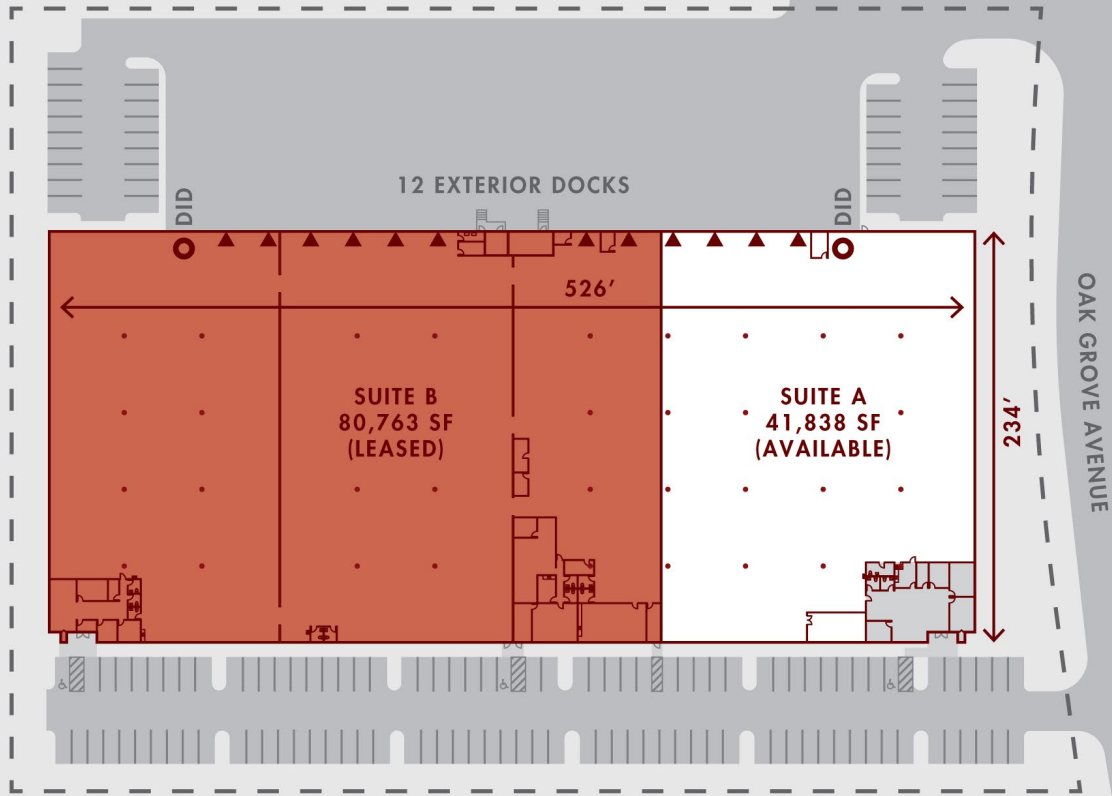 12 EXTERIOR DOCKS
DID
DID
526’
SUITE B
80,763 SF
(LEASED)
SUITE A
41,838 SF
(AVAILABLE)
234’
OAK GROVE AVENUE